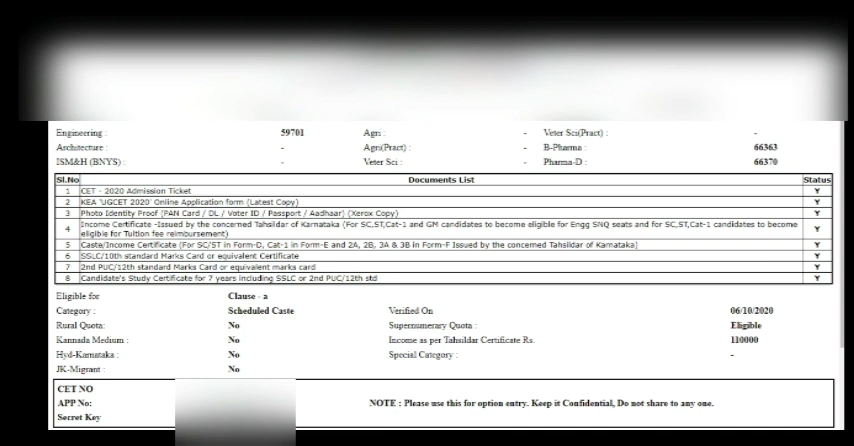 Engineering : 59701 Agri : - Veter Sci(Pract) : -
Architecture : - Agri(Pract) : - B-Pharma : 66363
ISM&H (BNYS) : - Veter Sci : - Pharma-D : 66370
Sl.No Documents List Status
1 CET - 2020 Admission Ticket Y
2 KEA 'UGCET 2020' Online Application form (Latest Copy) Y
3 Photo Identity Proof (PAN Card / DL / Voter ID / Passport / Aadhaar) (Xerox Copy) Y
4 Income Certificate -Issued by the concerned Tahsildar of Karnataka (For SC,ST,Cat-1 and GM candidates to become eligible for Engg SNQ seats and for SC,ST,Cat-1 candidates to become
eligible for Tuition fee reimbursement) Y
5 Caste/Income Certificate (For SC/ST in Form-D, Cat-1 in Form-E and 2A, 2B, 3A & 3B in Form-F Issued by the concerned Tahsildar of Karnataka) Y
6 SSLC/10th standard Marks Card or equivalent Certificate Y
7 2nd PUC/12th standard Marks Card or equivalent marks card Y
8 Candidate's Study Certificate for 7 years including SSLC or 2nd PUC/12th std Y
Eligible for Clause - a
Category : Scheduled Caste Verified On 06/10/2020
Rural Quota: No Supernumerary Quota : Eligible
Kannada Medium : No Income as per Tahsildar Certificate Rs. 110000
Hyd-Karnataka : No Special Category : -
JK-Migrant : No
CET NO
APP No: NOTE : Please use this for option entry. Keep it Confidential, Do not share to any one.
Secret Key